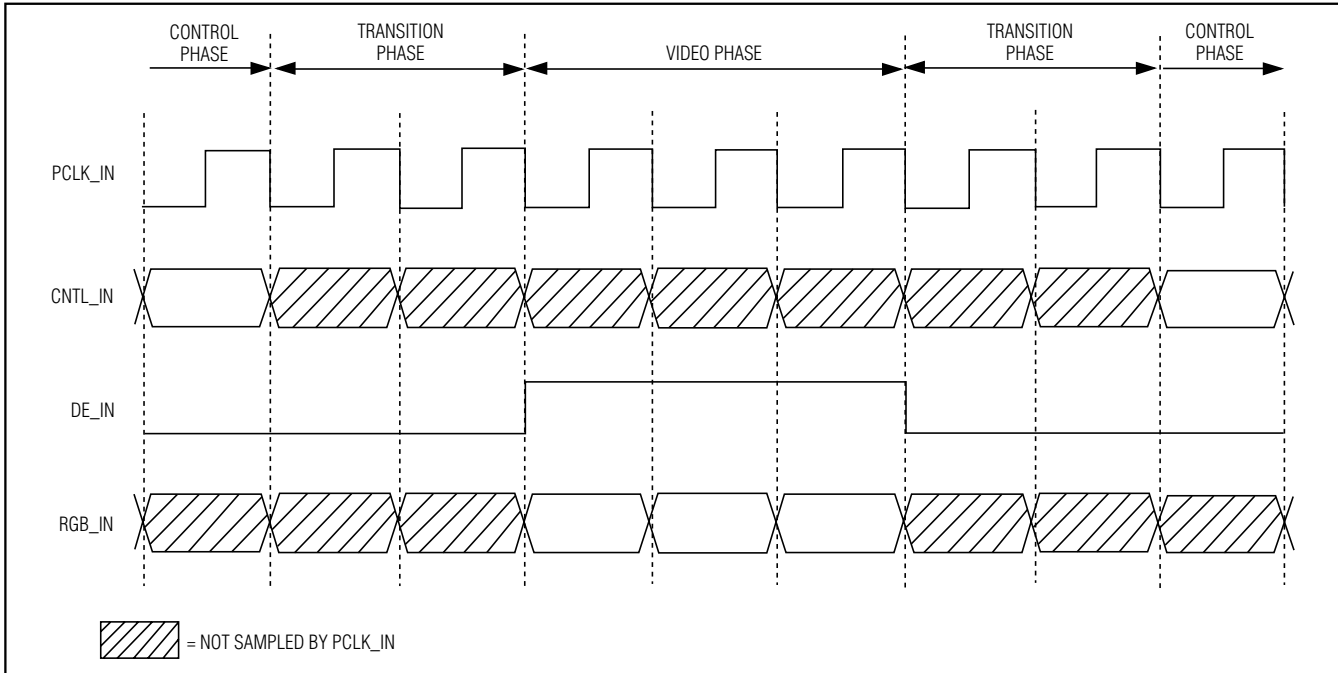 CONTROL
PHASE
TRANSITION
PHASE
VIDEO PHASE
TRANSITION
PHASE
CONTROL
PHASE
PCLK_IN
CNTL_IN
DE_IN
RGB_IN
= NOT SAMPLED BY PCLK_IN